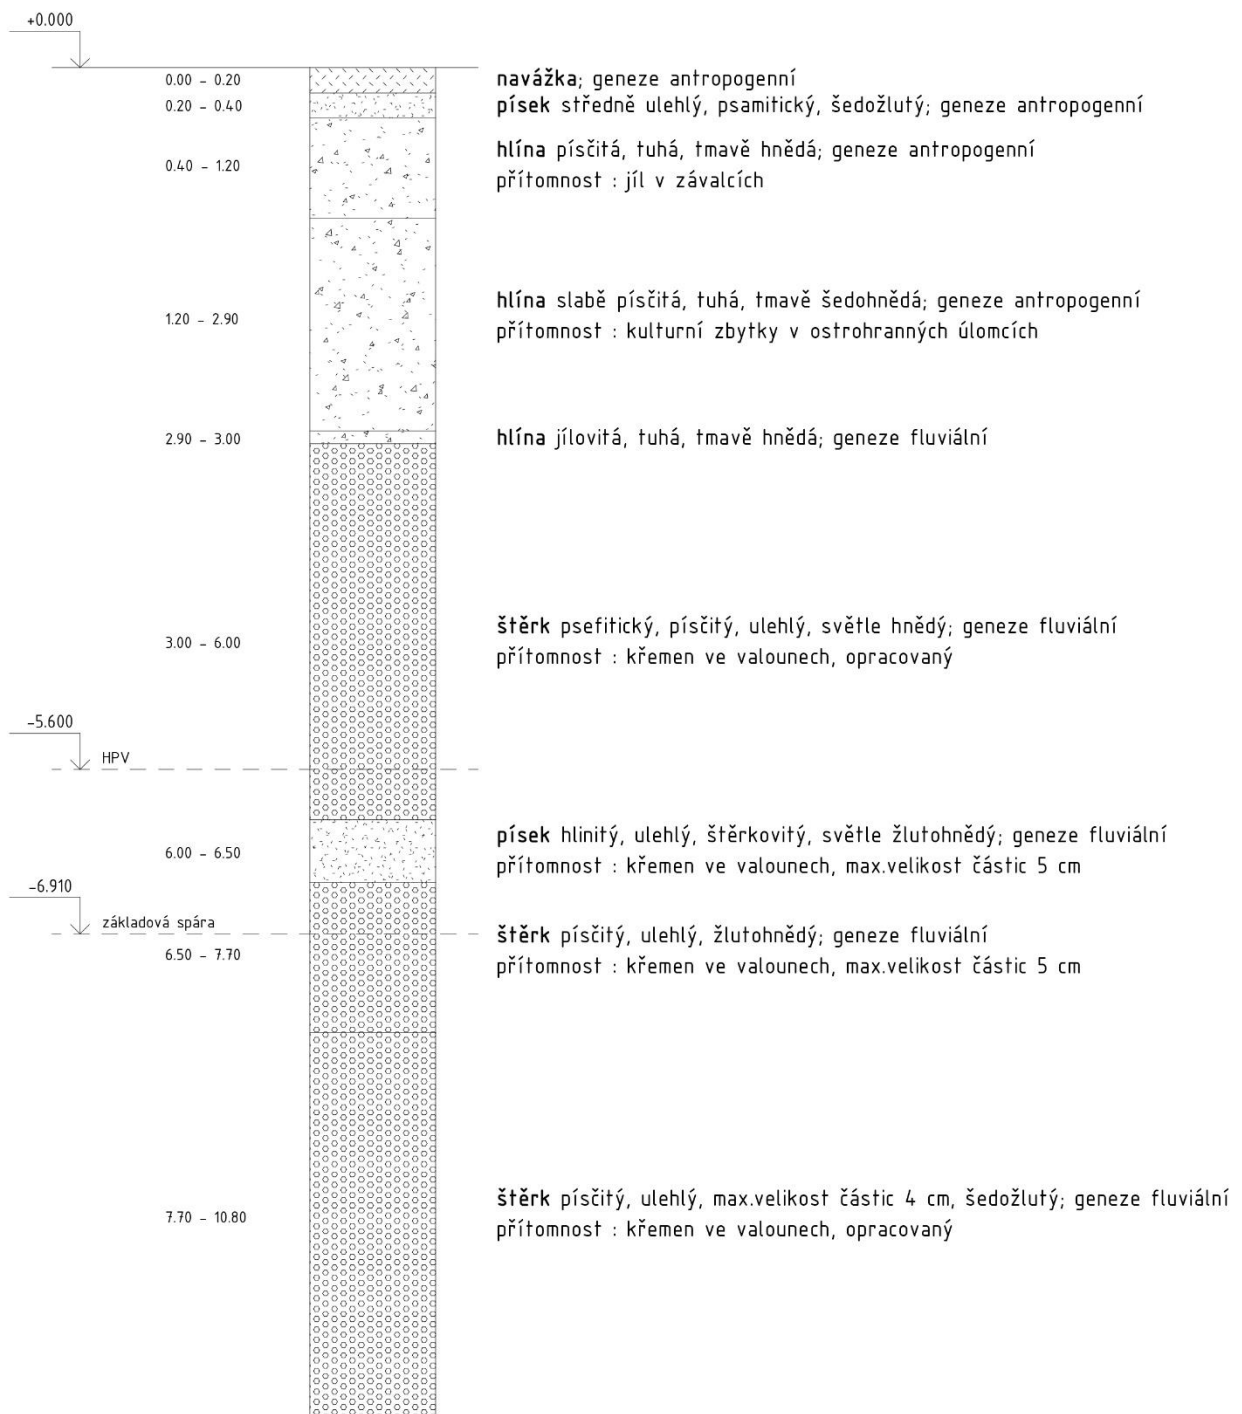 +0.000
0.00 - 0.20
navážka; geneze antropogenní
0.20 - 0.40
písek středně ulehlý, psamitický, šedožlutý; geneze antropogenní
0.40 - 1.20
hlína písčitá, tuhá, tmavě hnědá; geneze antropogenní
přítomnost : jíl v závalcích
1.20 - 2.90
hlína slabě písčitá, tuhá, tmavě šedohnědá; geneze antropogenní
přítomnost : kulturní zbytky v ostrohranných úlomcích
2.90 - 3.00
hlína jílovitá, tuhá, tmavě hnědá; geneze fluviální
3.00 - 6.00
štěrk psefitický, písčitý, ulehlý, světle hnědý; geneze fluviální
přítomnost : křemen ve valounech, opracovaný
-5.600
HPV
6.00 - 6.50
písek hlinitý, ulehlý, štěrkovitý, světle žlutohnědý; geneze fluviální
přítomnost : křemen ve valounech, max.velikost částic 5 cm
-6.910
základová spára
6.50 - 7.70
štěrk písčitý, ulehlý, žlutohnědý; geneze fluviální
přítomnost : křemen ve valounech, max.velikost částic 5 cm
7.70 - 10.80
štěrk písčitý, ulehlý, max.velikost částic 4 cm, šedožlutý; geneze fluviální
přítomnost : křemen ve valounech, opracovaný